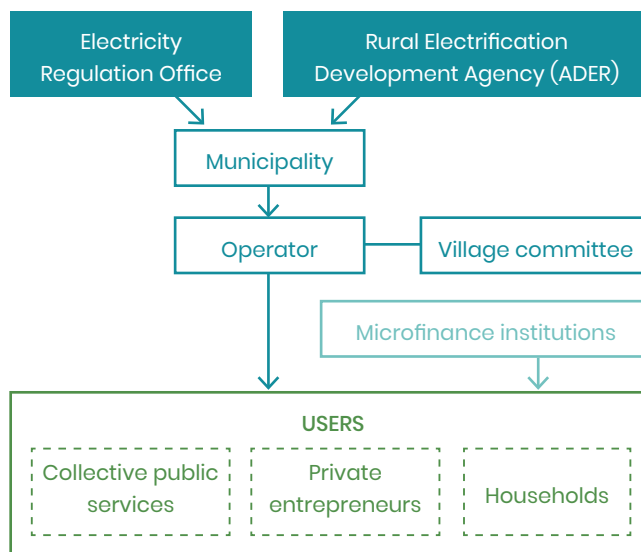 Electricity
Regulation Office
Rural Electrification
Development Agency (ADER)
Municipality
Operator
Village committee
Microfinance institutions
USERS
Collective public
services
Private
entrepreneurs
Households